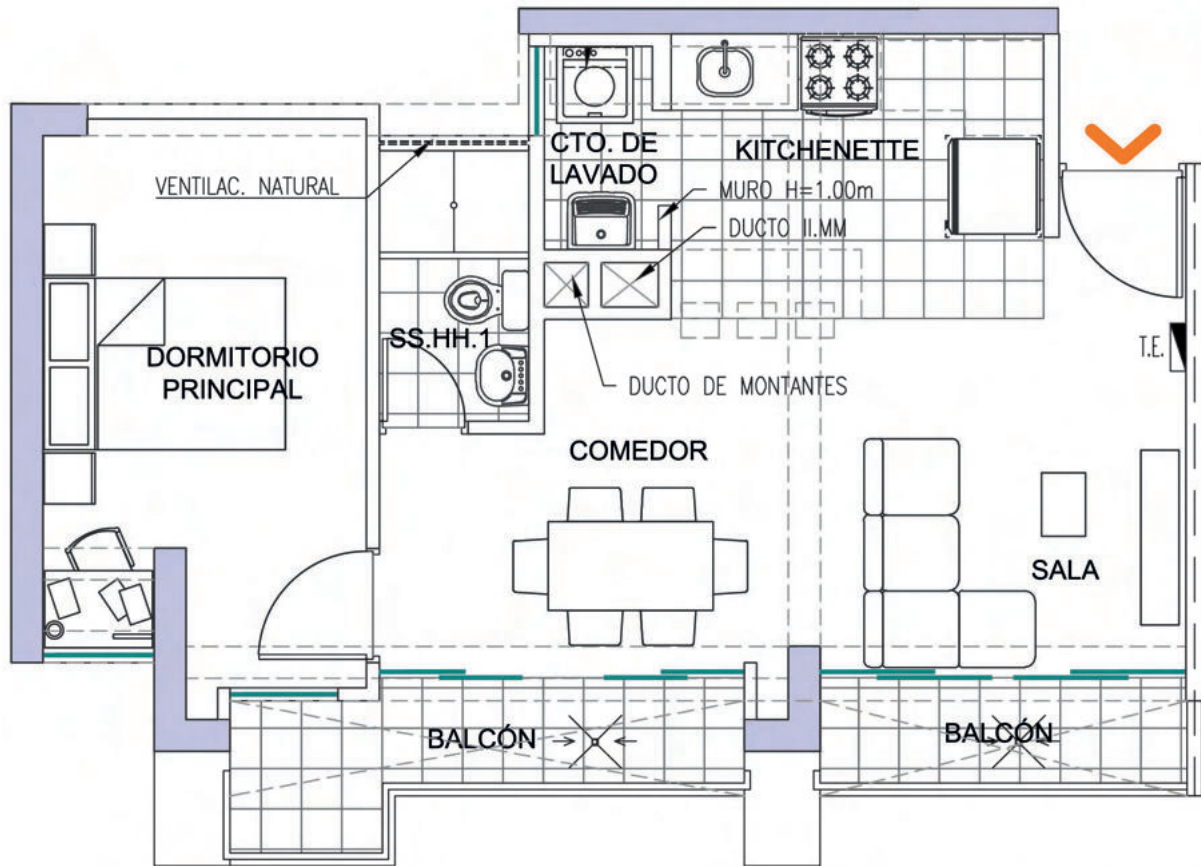 CTO. DE
LAVADO
KITCHENETTE
VENTILAC. NATURAL
MURO H=1.00m
DUCTO II.MM
SS.HH.1
DORMITORIO
PRINCIPAL
T.E.
DUCTO DE MONTANTES
COMEDOR
SALA
BALCÓN
BALCÓN